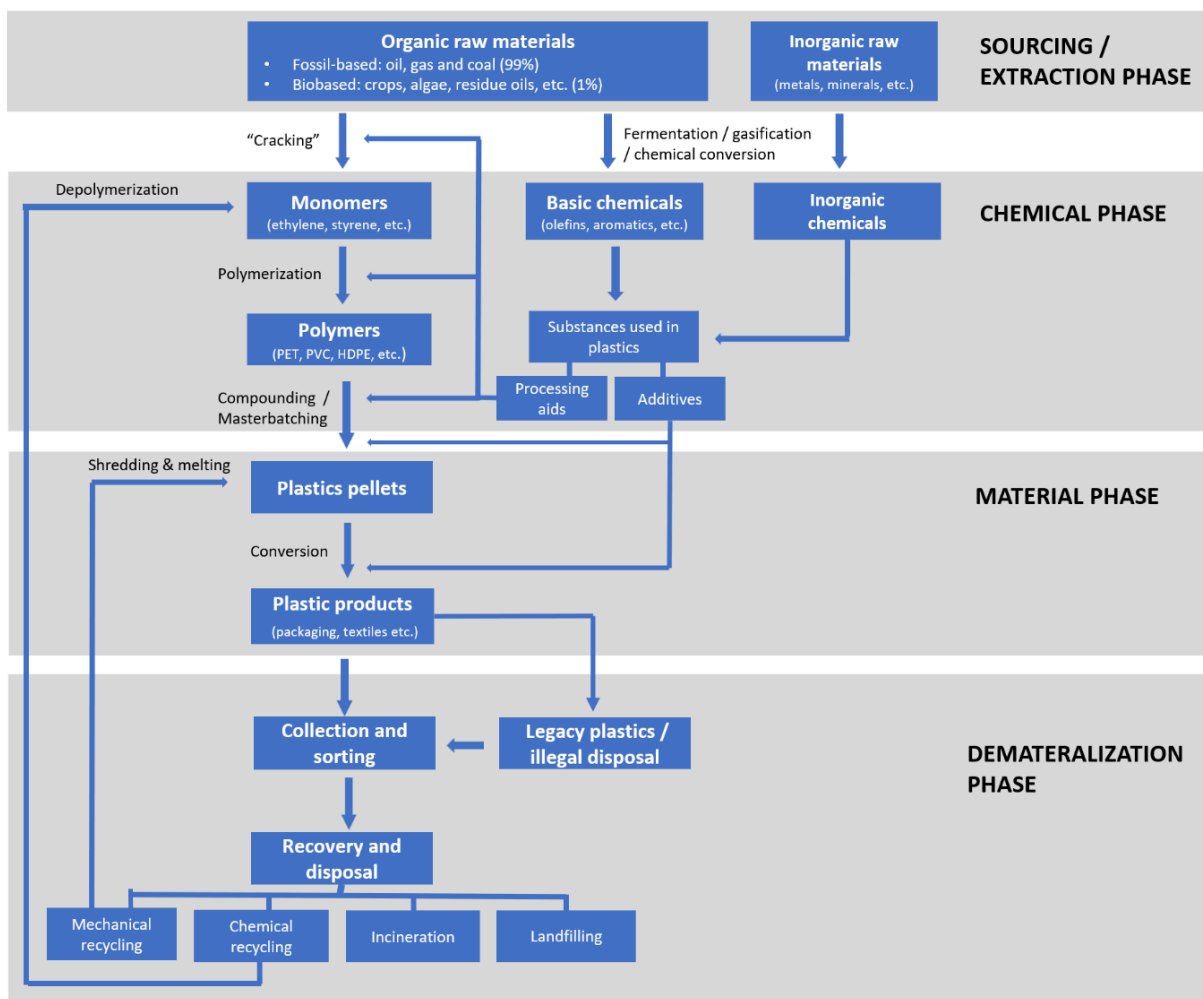 Organic raw materials
• Fossil-based: oil, gas and coal (99%)
• Biobased: crops, algae, residue oils, etc. (1%)
Inorganic raw
materials
(metals, minerals, etc.)
SOURCING /
EXTRACTION PHASE
“Cracking”
Fermentation / gasification
/ chemical conversion
Depolymerization
Monomers
(ethylene, styrene, etc.)
Basic chemicals
(olefins, aromatics, etc.)
Inorganic
chemicals
CHEMICAL PHASE
Polymerization
Polymers
(PET, PVC, HDPE, etc.)
Substances used in
plastics
Processing
aids
Additives
Compounding /
Masterbatching
Shredding & melting
Plastics pellets
MATERIAL PHASE
Conversion
Plastic products
(packaging, textiles etc.)
Collection and
sorting
Legacy plastics /
illegal disposal
DEMATERALIZATION
PHASE
Recovery and
disposal
Mechanical
recycling
Chemical
recycling
Incineration
Landfilling